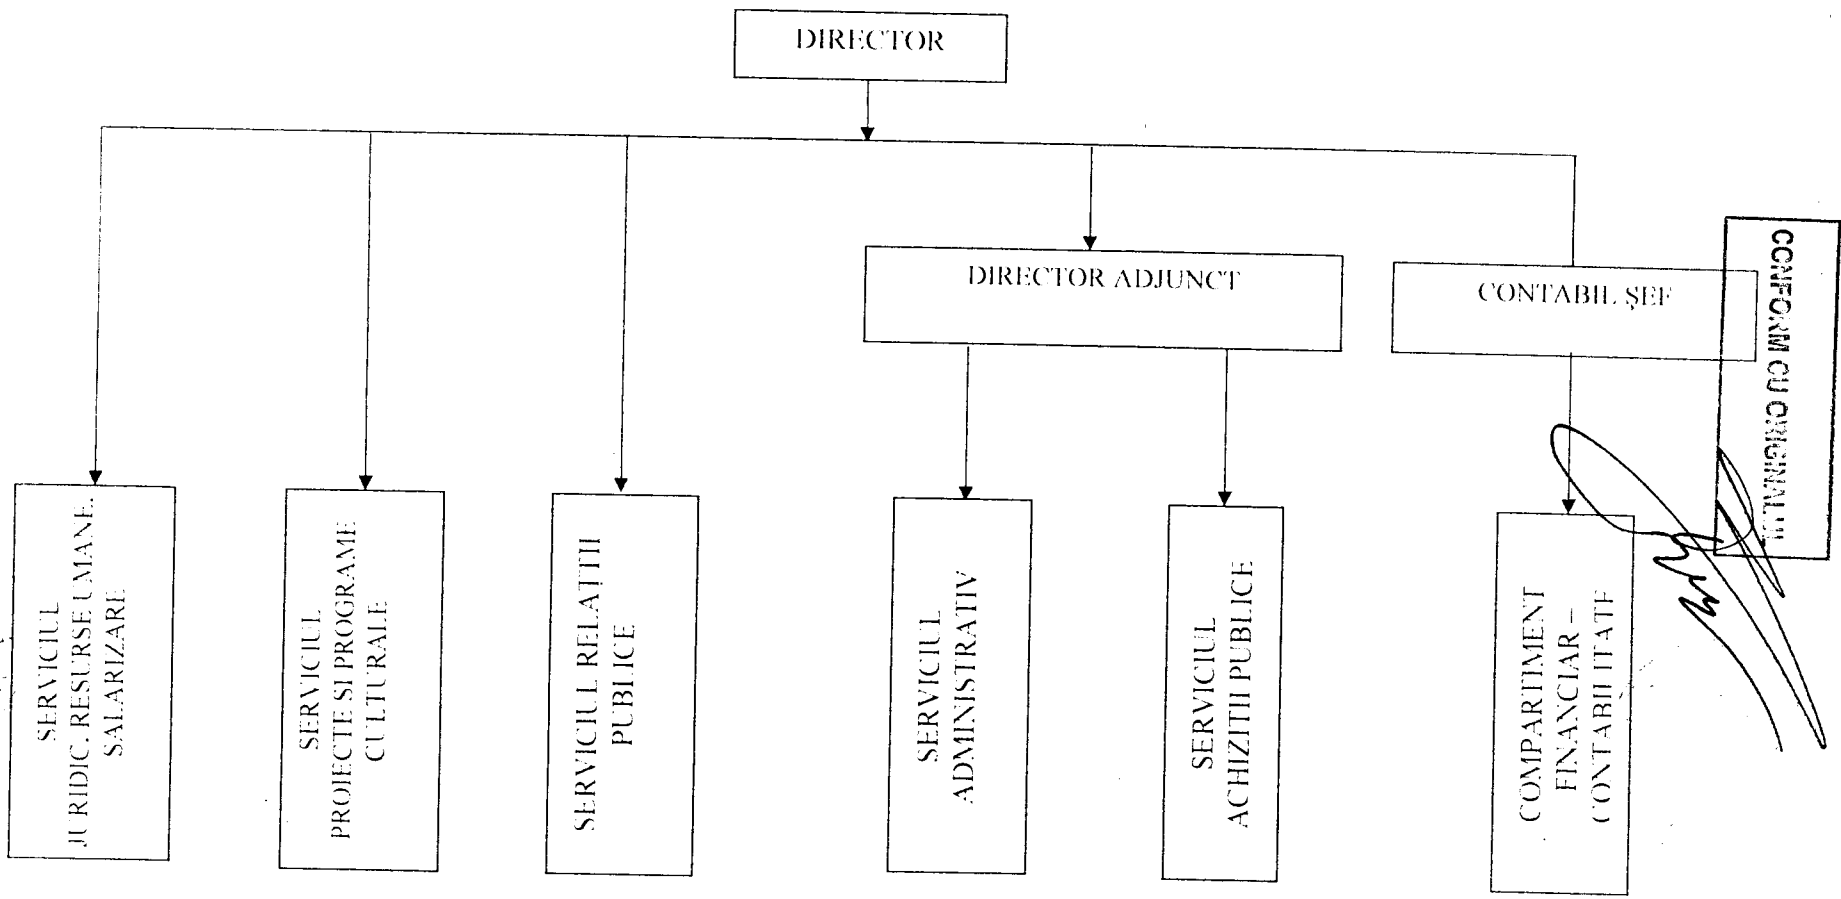 DIRECTOR
DIRECTOR ADJUNCT
CONTABIL ŞEF
SERVICIUL
JURIDIC. RESURSE UMANE.
SALARIZARE
SERVICIUL
PROIECTE SI PROGRAME
CULTURALE
SERVICIUL RELAŢII
PUBLICE
SERVICIUL
ADMINISTRATIV
SERVICIUL
ACHIZITII PUBLICE
COMPARTIMENT
FINANCIAR –
CONTABILITATE
CONFORM CU ORIGINALUL